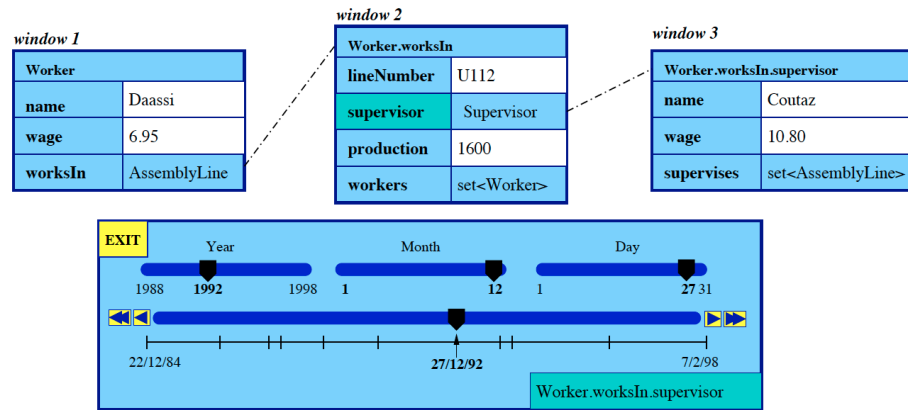 window 1
window 2
window 3
Worker
name Daassi
wage 6.95
worksIn AssemblyLine
Worker.worksIn
lineNumber U112
supervisor Supervisor
production 1600
workers set<Worker>
Worker.worksIn.supervisor
name Coutaz
wage 10.80
supervises set<AssemblyLine>
EXIT
Year Month Day
1988 1992 1998 1 12 1 27 31
22/12/84 27/12/92 7/2/98
Worker.worksIn.supervisor